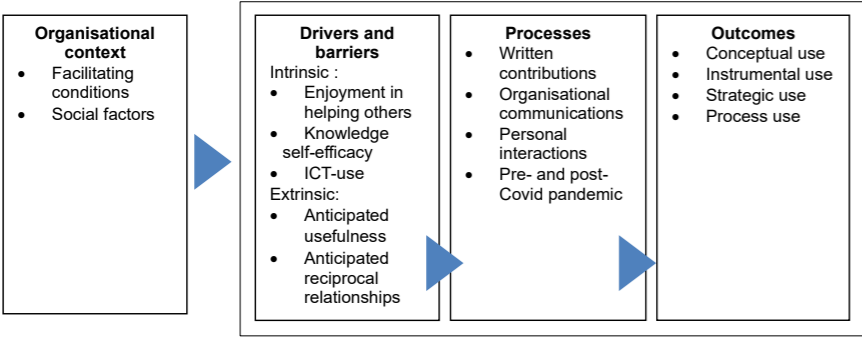 Organisational
context
• Facilitating
conditions
• Social factors
Drivers and
barriers
Intrinsic :
• Enjoyment in
helping others
• Knowledge
self-efficacy
• ICT-use
Extrinsic:
• Anticipated
usefulness
• Anticipated
reciprocal
relationships
Processes
• Written
contributions
• Organisational
communications
• Personal
interactions
• Pre- and post-
Covid pandemic
Outcomes
• Conceptual use
• Instrumental use
• Strategic use
• Process use